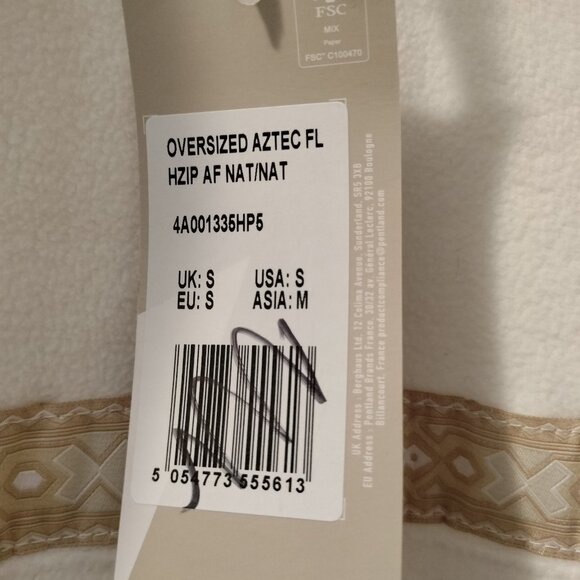 FSC
MIX
Paper
FSC® C100470
OVERSIZED AZTEC FL
HZIP AF NAT/NAT
4A001335HP5
UK: S USA: S
EU: S ASIA: M
5 054773 555613
UK Address - Berghaus Ltd. 12 Colima Avenue, Sunderland, SR5 3XB
EU Address - Pentland Brands France, 30/32 av. Général Leclerc, 92100 Boulogne
Billancourt, France productcompliance@pentland.com